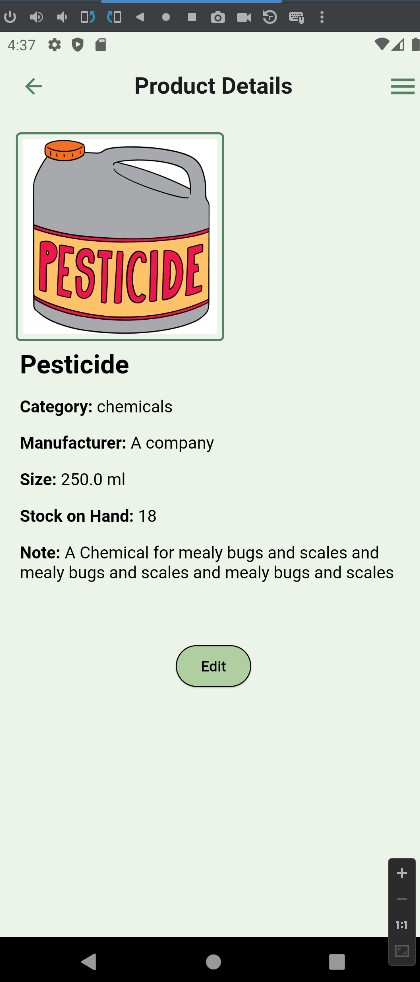 4:37
Product Details
PESTICIDE
Pesticide
Category: chemicals
Manufacturer: A company
Size: 250.0 ml
Stock on Hand: 18
Note: A Chemical for mealy bugs and scales and
mealy bugs and scales and mealy bugs and scales
Edit
1:1